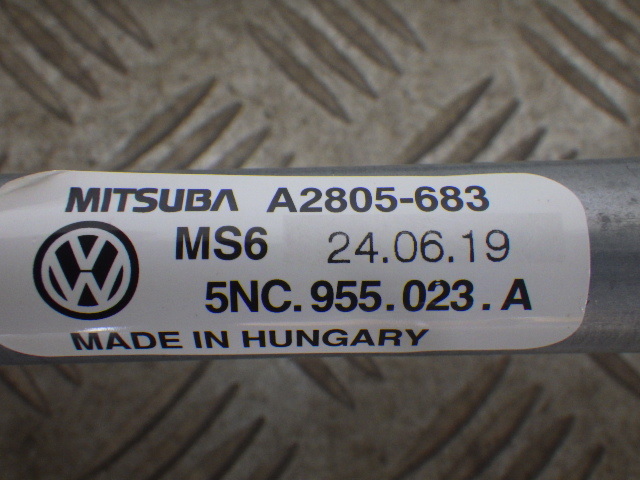 MITSUBA A2805-683
MS6 24.06.19
5NC.955.023.A
MADE IN HUNGARY